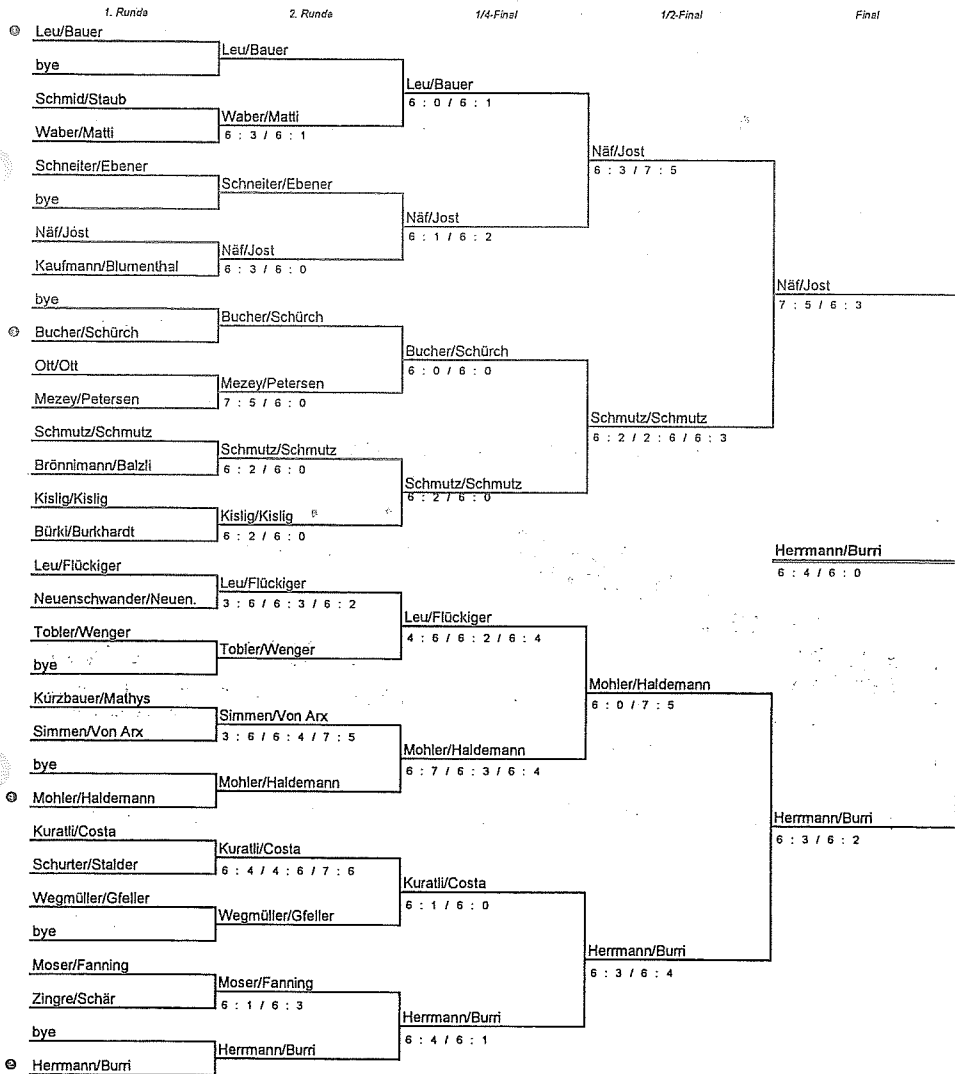 1. Runde 2. Runde 1/4-Final 1/2-Final Final
Leu/Bauer
Leu/Bauer
bye
Leu/Bauer
6 : 0 / 6 : 1
Schmid/Staub
Waber/Matti
6 : 3 / 6 : 1
Waber/Matti
Näf/Jost
6 : 3 / 7 : 5
Schneiter/Ebener
Schneiter/Ebener
bye
Näf/Jost
6 : 1 / 6 : 2
Näf/Jost
Näf/Jost
6 : 3 / 6 : 0
Kaufmann/Blumenthal
Näf/Jost
7 : 5 / 6 : 3
bye
Bucher/Schürch
Bucher/Schürch
Bucher/Schürch
6 : 0 / 6 : 0
Ott/Ott
Mezey/Petersen
7 : 5 / 6 : 0
Mezey/Petersen
Schmutz/Schmutz
6 : 2 / 2 : 6 / 6 : 3
Schmutz/Schmutz
Schmutz/Schmutz
6 : 2 / 6 : 0
Brönnimann/Balzli
Schmutz/Schmutz
6 : 2 / 6 : 0
Kislig/Kislig
Kislig/Kislig
6 : 2 / 6 : 0
Bürki/Burkhardt
Herrmann/Burri
6 : 4 / 6 : 0
Leu/Flückiger
Leu/Flückiger
3 : 6 / 6 : 3 / 6 : 2
Neuenschwander/Neuen.
Leu/Flückiger
4 : 6 / 6 : 2 / 6 : 4
Tobler/Wenger
Tobler/Wenger
bye
Mohler/Haldemann
6 : 0 / 7 : 5
Kürzbauer/Mathys
Simmen/Von Arx
3 : 6 / 6 : 4 / 7 : 5
Simmen/Von Arx
Mohler/Haldemann
6 : 7 / 6 : 3 / 6 : 4
bye
Mohler/Haldemann
Mohler/Haldemann
Herrmann/Burri
6 : 3 / 6 : 2
Kuratli/Costa
Kuratli/Costa
6 : 4 / 4 : 6 / 7 : 6
Schurter/Stalder
Kuratli/Costa
6 : 1 / 6 : 0
Wegmüller/Gfeller
Wegmüller/Gfeller
bye
Herrmann/Burri
6 : 3 / 6 : 4
Moser/Fanning
Moser/Fanning
6 : 1 / 6 : 3
Zingre/Schär
Herrmann/Burri
6 : 4 / 6 : 1
bye
Herrmann/Burri
Herrmann/Burri